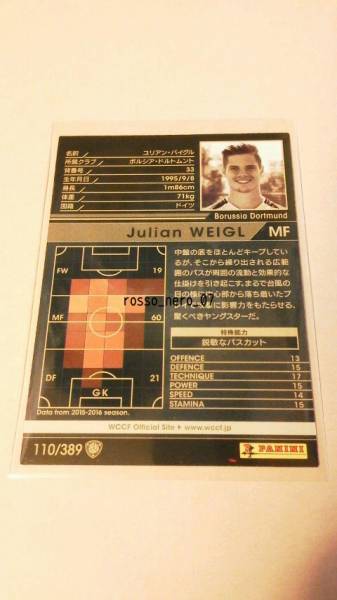 名前 ユリアン・バイグル
所属クラブ ボルシア・ドルトムント
背番号 33
生年月日 1995/9/8
身長 1m86cm
体重 71kg
国籍 ドイツ
Borussia Dortmund
Julian WEIGL MF
FW 19
MF 60
DF 21
GK
Data from 2015-2016 season.
中盤の底をほとんどキープしてい
るが、そこから繰り出される広範
囲のパスが周囲の流動と効果的な
仕掛けを引き起こす。まるで台風の
目の様に中心部から落ち着いたプ
レイで周囲に影響力をもたらせる、
驚くべきヤングスターだ。
rosso_nero_07
特殊能力
鋭敏なパスカット
OFFENCE 13
DEFENCE 15
TECHNIQUE 17
POWER 15
SPEED 14
STAMINA 15
WCCF Official Site www.wccf.jp
110/389
PANINI